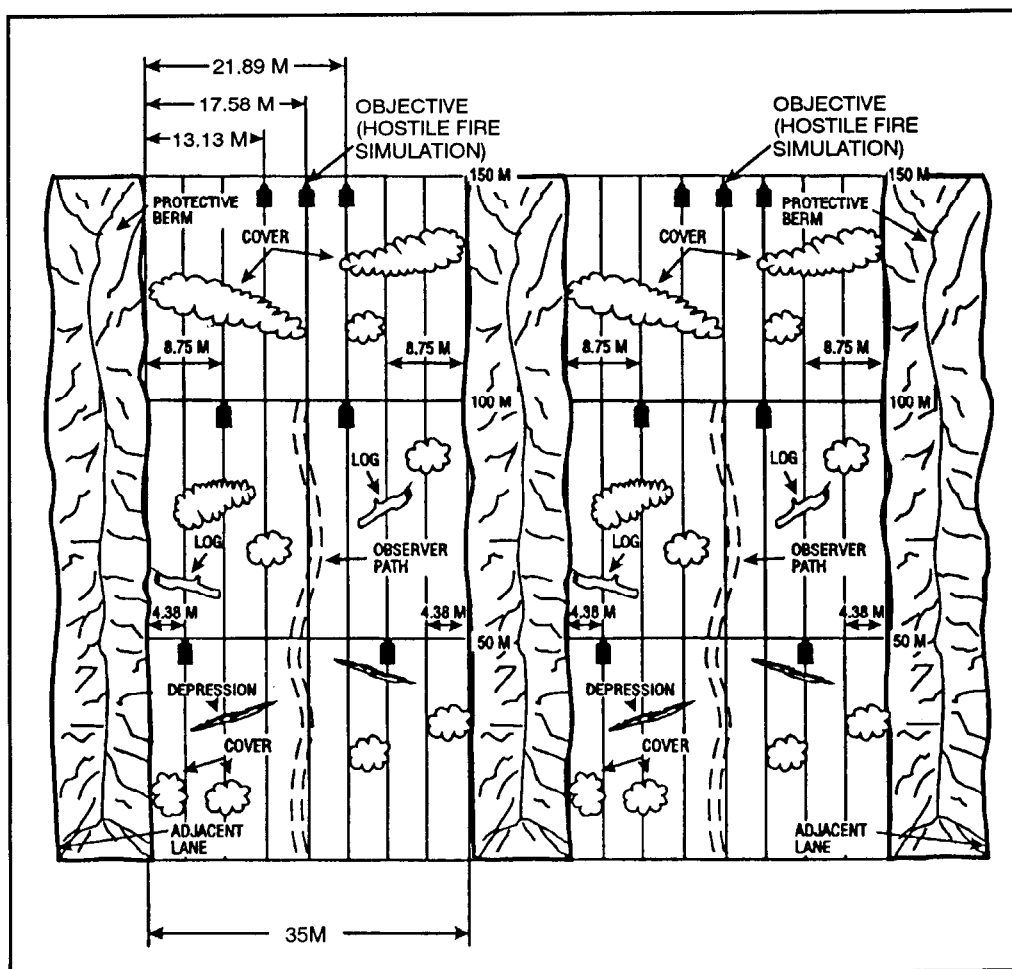 21.89 M
17.58 M
13.13 M
OBJECTIVE
(HOSTILE FIRE
SIMULATION)
OBJECTIVE
(HOSTILE FIRE
SIMULATION)
150 M
150 M
PROTECTIVE
BERM
COVER
COVER
PROTECTIVE
BERM
8.75 M
8.75 M
8.75 M
8.75 M
100 M
100 M
LOG
LOG
LOG
OBSERVER
PATH
LOG
4.38 M
4.38 M
4.38 M
4.38 M
50 M
50 M
DEPRESSION
DEPRESSION
COVER
COVER
ADJACENT
LANE
ADJACENT
LANE
35M